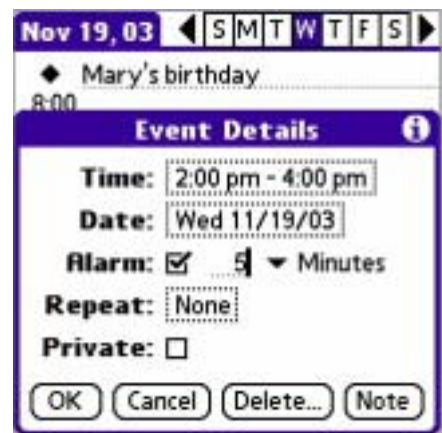 Nov 19, 03 S M T W T F S
Mary's birthday
8:00
Event Details i
Time: 2:00 pm - 4:00 pm
Date: Wed 11/19/03
Alarm: 5 Minutes
Repeat: None
Private:
OK Cancel Delete... Note